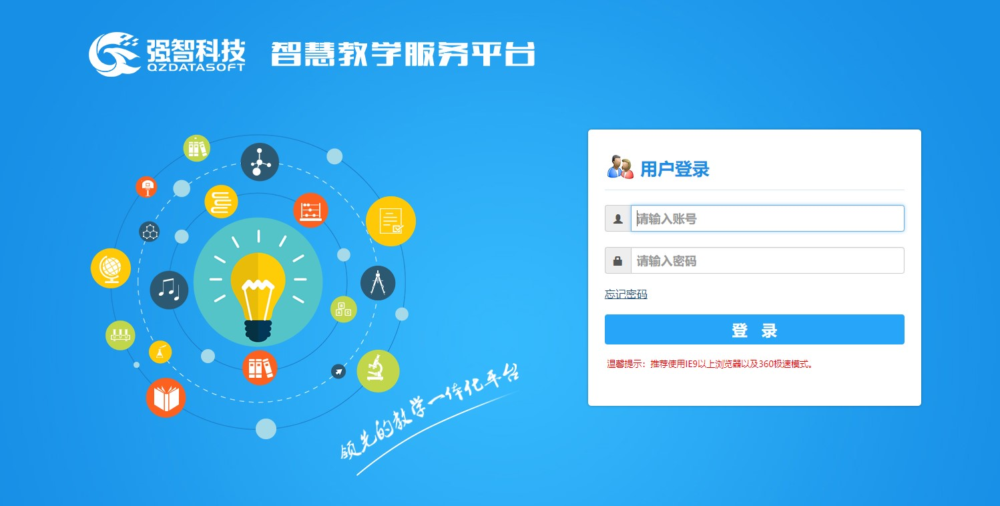 强智科技 智慧教学服务平台
QZDATASOFT
用户登录
请输入账号
请输入密码
忘记密码
登 录
温馨提示：推荐使用IE9以上浏览器以及360极速模式。
领先的教学一体化平台